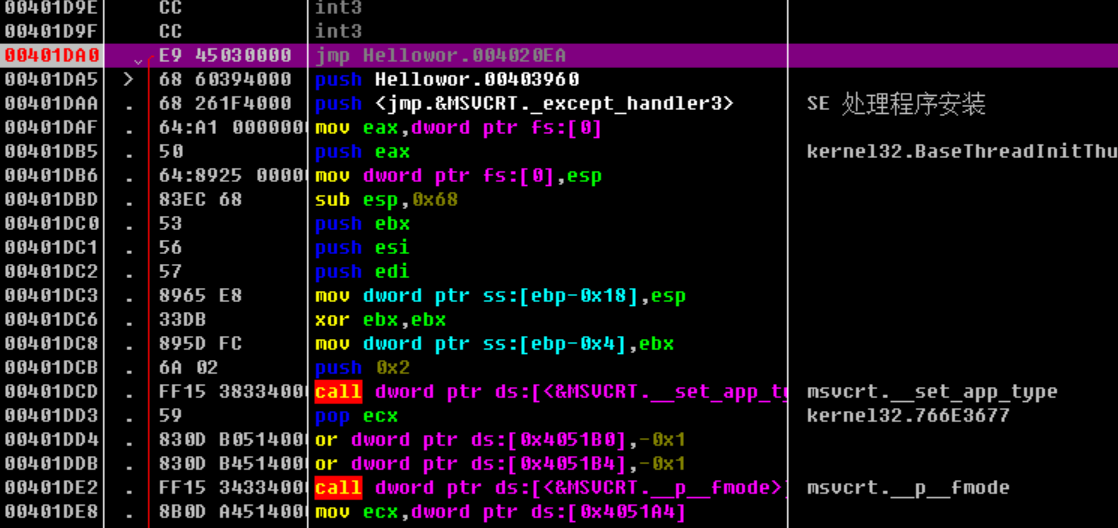 00401D9E CC int3
00401D9F CC int3
00401DA0 E9 45030000 jmp Hellowor.004020EA
00401DA5 > 68 60394000 push Hellowor.00403960
00401DAA . 68 261F4000 push <jmp.&MSVCRT._except_handler3> SE 处理程序安装
00401DAF . 64:A1 0000000 mov eax,dword ptr fs:[0]
00401DB5 . 50 push eax kernel32.BaseThreadInitThu
00401DB6 . 64:8925 0000 mov dword ptr fs:[0],esp
00401DBD . 83EC 68 sub esp,0x68
00401DC0 . 53 push ebx
00401DC1 . 56 push esi
00401DC2 . 57 push edi
00401DC3 . 8965 E8 mov dword ptr ss:[ebp-0x18],esp
00401DC6 . 33DB xor ebx,ebx
00401DC8 . 895D FC mov dword ptr ss:[ebp-0x4],ebx
00401DCB . 6A 02 push 0x2
00401DCD . FF15 3833400 call dword ptr ds:[<&MSVCRT.__set_app_ty msvcrt.__set_app_type
00401DD3 . 59 pop ecx kernel32.766E3677
00401DD4 . 830D B051400 or dword ptr ds:[0x4051B0],-0x1
00401DDB . 830D B451400 or dword ptr ds:[0x4051B4],-0x1
00401DE2 . FF15 3433400 call dword ptr ds:[<&MSVCRT.__p__fmode>] msvcrt.__p__fmode
00401DE8 . 8B0D A451400 mov ecx,dword ptr ds:[0x4051A4]